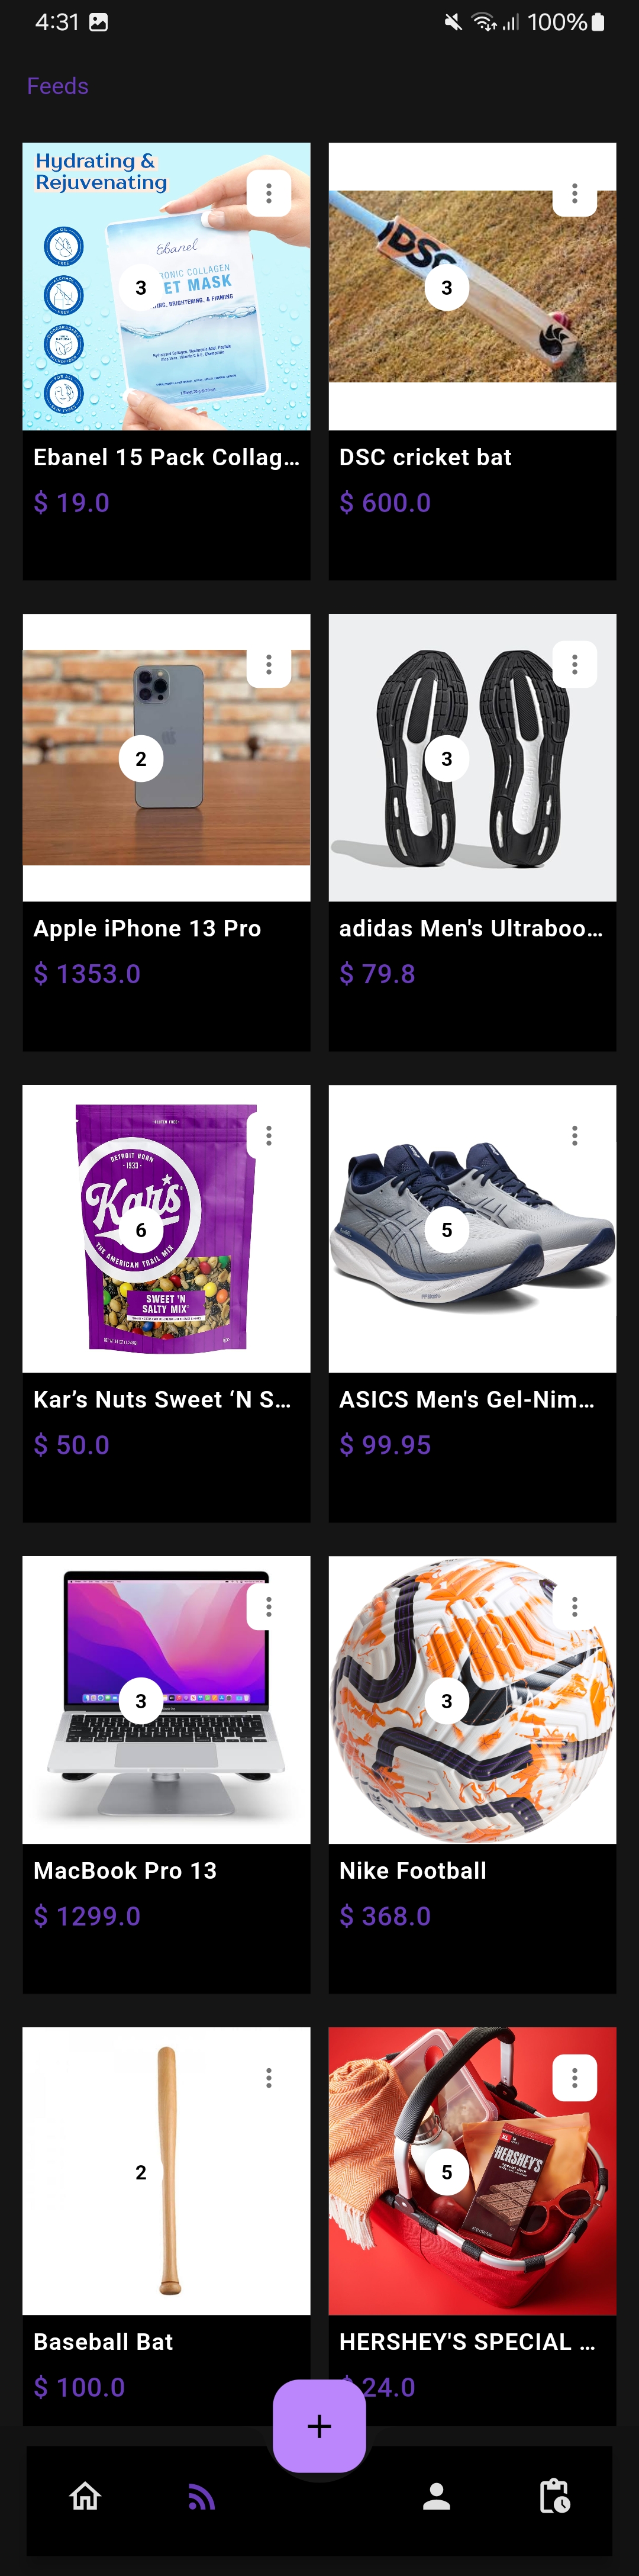 4:31
100%
Feeds
Hydrating &
Rejuvenating
Ebanel
ONIC COLLAGEN
ET MASK
ING, BRIGHTENING, & FIRMING
3
DSC
3
Ebanel 15 Pack Collag...
$ 19.0
DSC cricket bat
$ 600.0
2
3
Apple iPhone 13 Pro
$ 1353.0
adidas Men's Ultraboo...
$ 79.8
DETROIT BORN
· 1933 ·
Kar's
THE AMERICAN TRAIL MIX
SWEET 'N
SALTY MIX
6
5
Kar’s Nuts Sweet ‘N S...
$ 50.0
ASICS Men's Gel-Nim...
$ 99.95
3
3
MacBook Pro 13
$ 1299.0
Nike Football
$ 368.0
2
HERSHEY'S
5
Baseball Bat
$ 100.0
HERSHEY'S SPECIAL ...
24.0
+